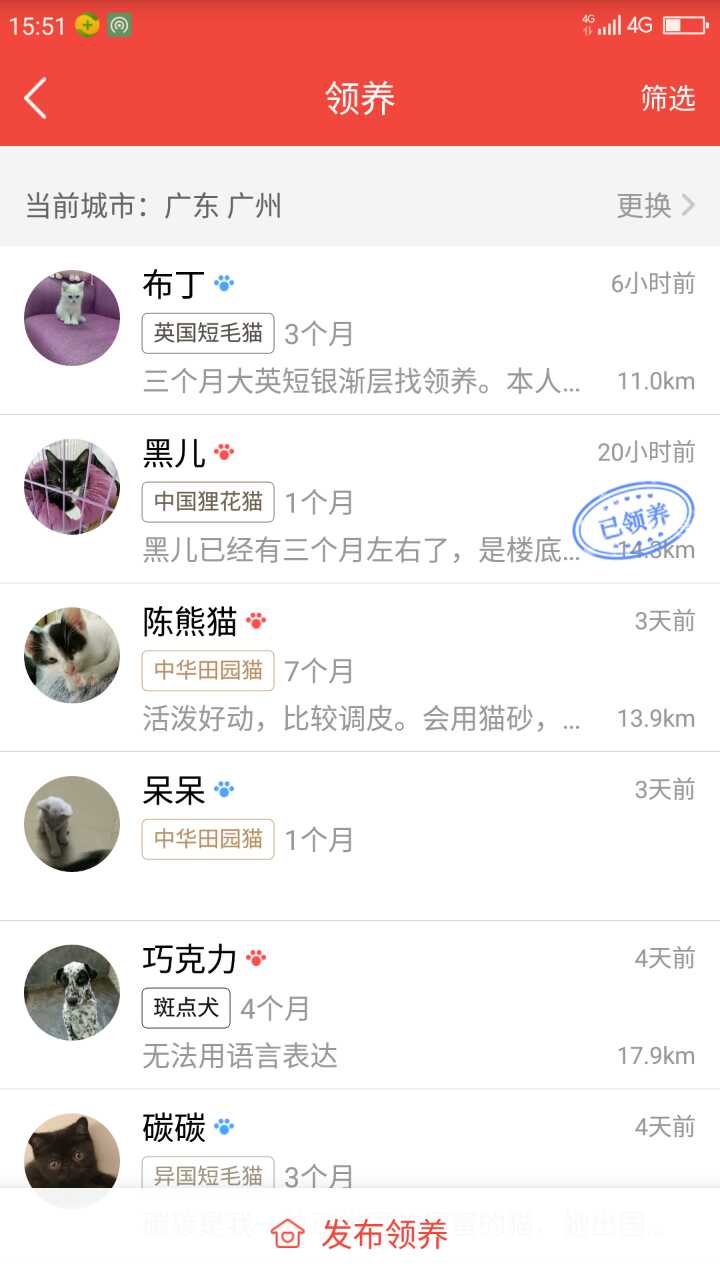 15:51 4G 4G
领养 筛选
当前城市：广东 广州 更换
布丁 6小时前
英国短毛猫 3个月
三个月大英短银渐层找领养。本人... 11.0km
黑儿 20小时前
中国狸花猫 1个月
已领养
黑儿已经有三个月左右了，是楼底... 14.3km
陈熊猫 3天前
中华田园猫 7个月
活泼好动，比较调皮。会用猫砂，... 13.9km
呆呆 3天前
中华田园猫 1个月
巧克力 4天前
斑点犬 4个月
无法用语言表达 17.9km
碳碳 4天前
异国短毛猫 3个月
发布领养